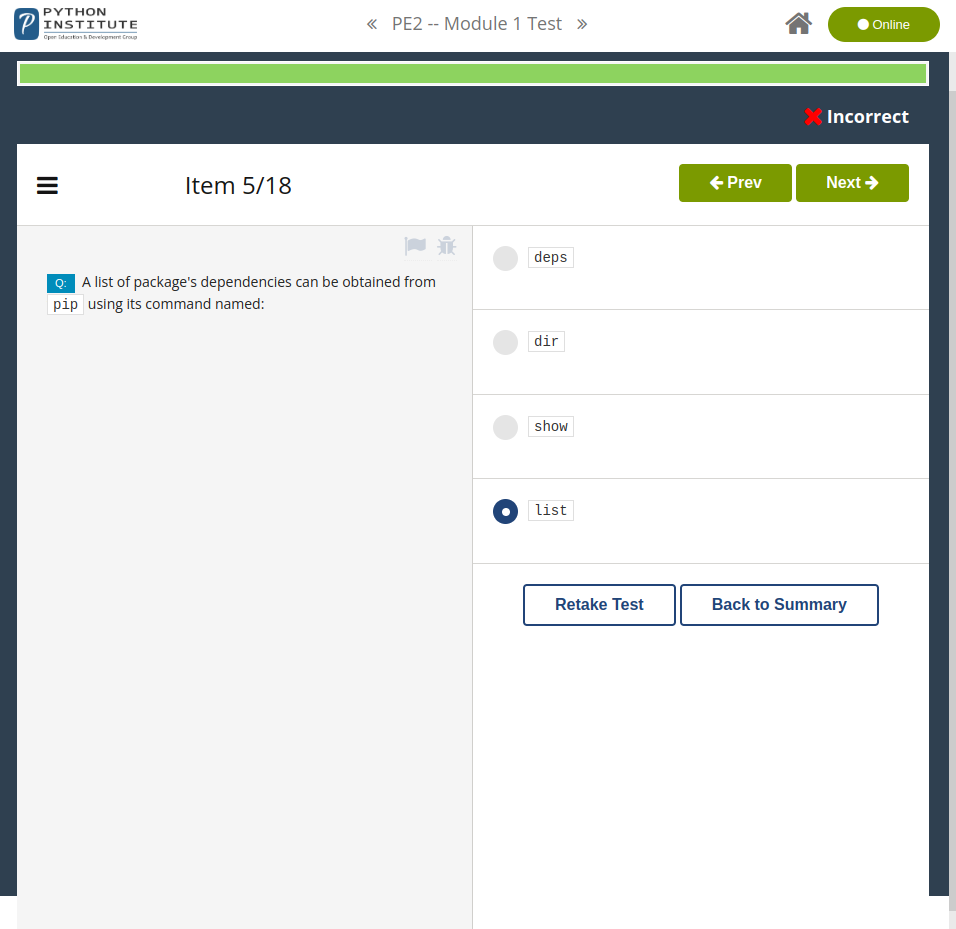 PYTHON
INSTITUTE
Open Education & Development Group
« PE2 -- Module 1 Test »
Online
Incorrect
Item 5/18
Prev
Next
Q: A list of package's dependencies can be obtained from
pip using its command named:
deps
dir
show
list
Retake Test
Back to Summary